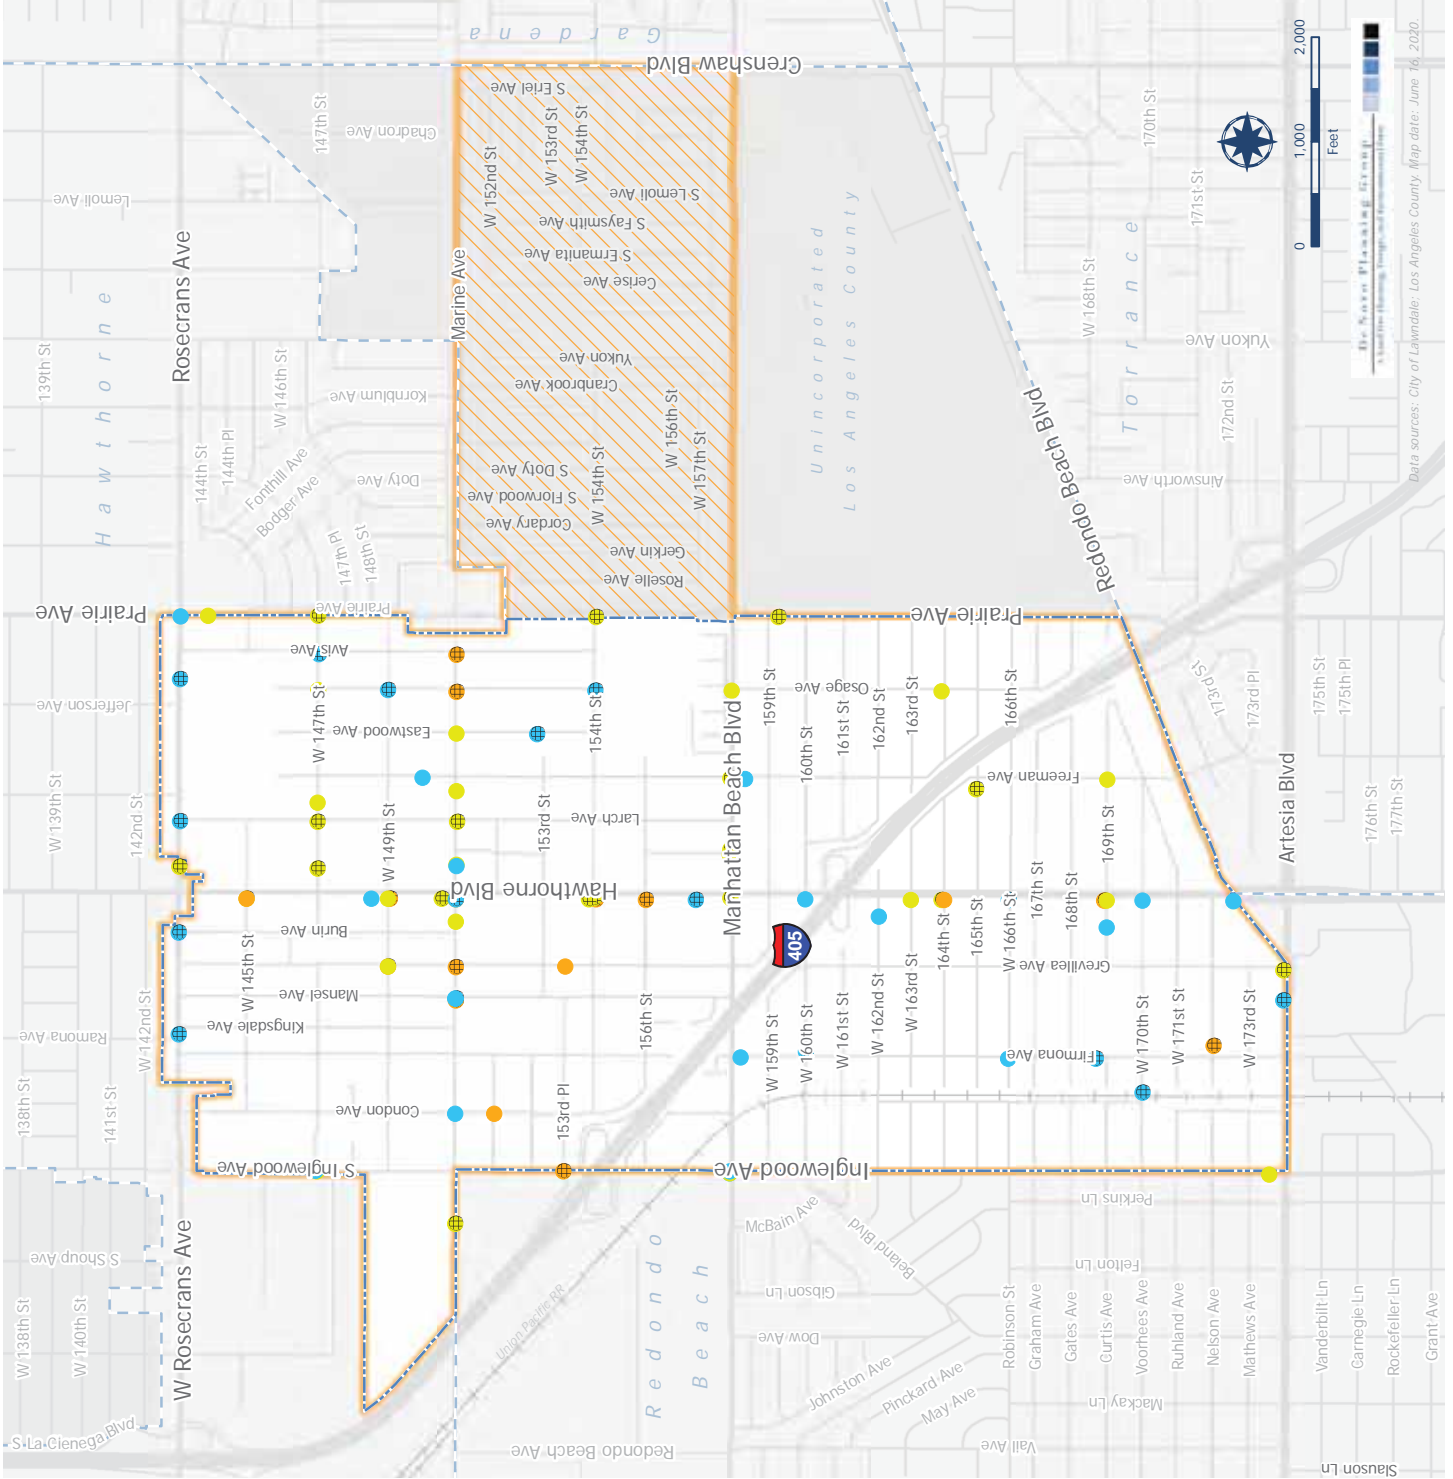 Gardena
Crenshaw Blvd
S Eriel Ave
147th St
Chadron Ave
W 153rd St
W 154th St
W 152nd St
170th St
2,000
1,000
0
Feet
Lemoli Ave
S Lemoli Ave
S Faysmith Ave
S Ermanita Ave
Gerise Ave
Marine Ave
Rosecrans Ave
Hawthorne
139th St
Unincorporated
Los Angeles County
171st St
W 168th St
Torrance
Yukon Ave
Yukon Ave
Cranbrook Ave
Kornblum Ave
W 146th St
144th St
144th Pl
Fonthill Ave
Bodger Ave
Doty Ave
S Doty Ave
S Florwood Ave
Cordary Ave
W 154th St
W 156th St
W 157th St
Gerkin Ave
Roselle Ave
147th Pl
148th St
172nd St
Ainsworth Ave
Redondo Beach Blvd
De Novo Planning Group
Data sources: City of Lawndale; Los Angeles County. Map date: June 16, 2020.
Prairie Ave
Prairie Ave
Prairie Ave
Avis Ave
Jefferson Ave
W 147th St
Eastwood Ave
154th St
Osage Ave
159th St
160th St
161st St
162nd St
163rd St
166th St
173rd St
173rd Pl
175th St
175th Pl
Manhattan Beach Blvd
Freeman Ave
Larch Ave
153rd St
W 149th St
W 139th St
142nd St
169th St
Artesia Blvd
176th St
177th St
Hawthorne Blvd
405
Burin Ave
W 145th St
Mansel Ave
Kingsdale Ave
164th St
165th St
W 166th St
167th St
168th St
Grevillea Ave
Ramona Ave
W 142nd St
156th St
W 159th St
W 160th St
W 161st St
W 162nd St
W 163rd St
Firmona Ave
W 170th St
W 171st St
W 173rd St
138th St
141st St
Condon Ave
153rd Pl
S Inglewood Ave
Inglewood Ave
Perkins Ln
McBain Ave
Beland Blvd
W Rosecrans Ave
S Shoup Ave
Redondo
Beach
Gibson Ln
Felton Ln
W 138th St
W 140th St
Union Pacific RR
Dow Ave
Robinson St
Graham Ave
Gates Ave
Curtis Ave
Voorhees Ave
Ruhland Ave
Nelson Ave
Mathews Ave
Vanderbilt Ln
Carnegie Ln
Rockefeller Ln
Grant Ave
Johnston Ave
Pinckard Ave
May Ave
Mackay Ln
S La Cienega Blvd
Redondo Beach Ave
Vail Ave
Slauson Ln